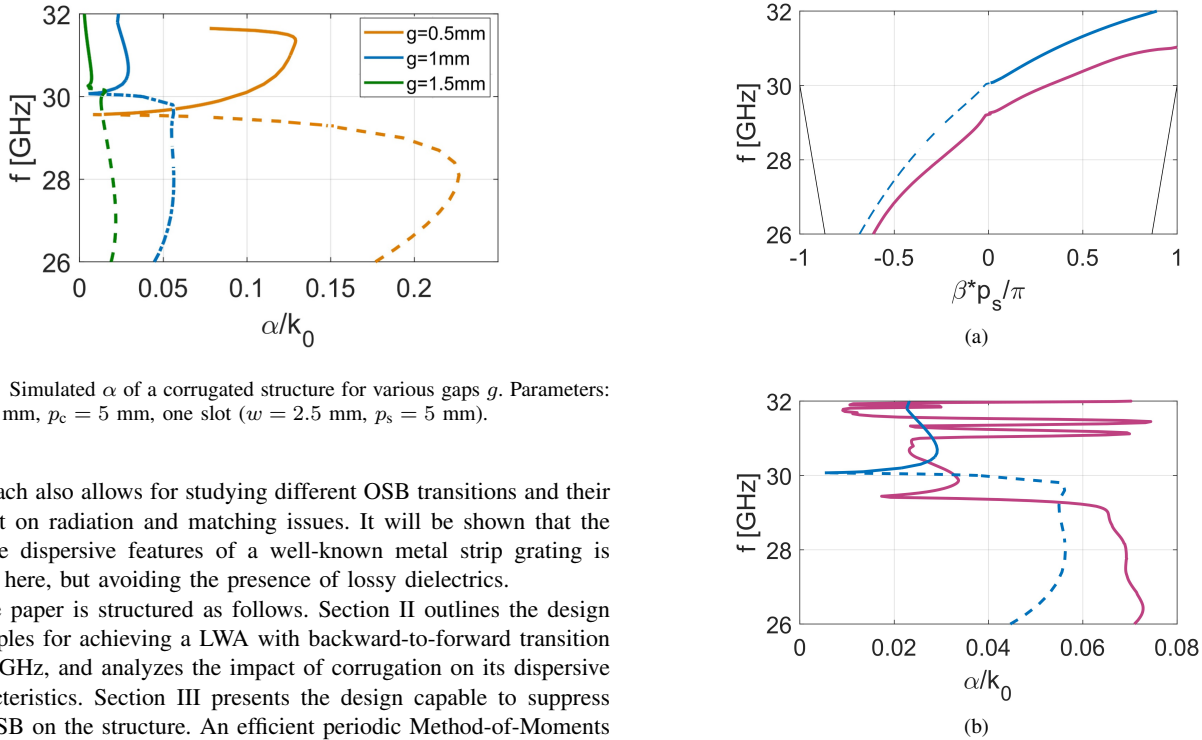 32
30
28
26
f [GHz]
0
0.05
0.1
0.15
0.2
α/k0
g=0.5mm
g=1mm
g=1.5mm
Simulated α of a corrugated structure for various gaps g. Parameters:
mm, pc = 5 mm, one slot (w = 2.5 mm, ps = 5 mm).
also allows for studying different OSB transitions and their
on radiation and matching issues. It will be shown that the
dispersive features of a well-known metal strip grating is
here, but avoiding the presence of lossy dielectrics.
paper is structured as follows. Section II outlines the design
for achieving a LWA with backward-to-forward transition
GHz, and analyzes the impact of corrugation on its dispersive
Section III presents the design capable to suppress
on the structure. An efficient periodic Method-of-Moments
32
30
28
26
f [GHz]
-1
-0.5
0
0.5
1
β*ps/π
(a)
32
30
28
26
f [GHz]
0
0.02
0.04
0.06
0.08
α/k0
(b)